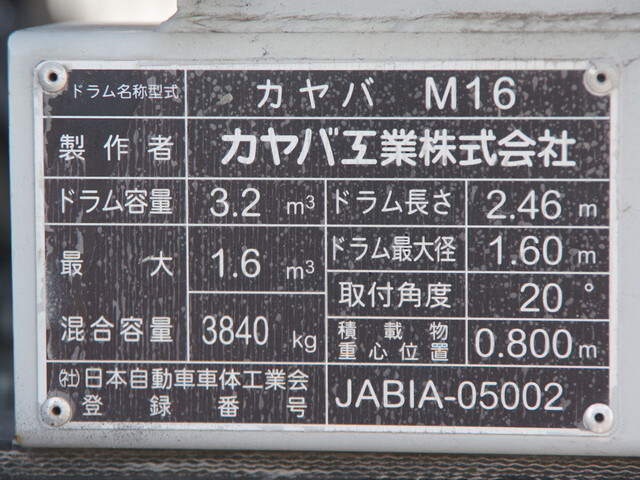 ドラム名称型式 カヤバ M16
製作者 カヤバ工業株式会社
ドラム容量 3.2 m³ ドラム長さ 2.46 m
最大 1.6 m³ ドラム最大径 1.60 m
取付角度 20°
混合容量 3840 kg 積載物重心位置 0.800 m
㈳日本自動車車体工業会
登録番号 JABIA-05002